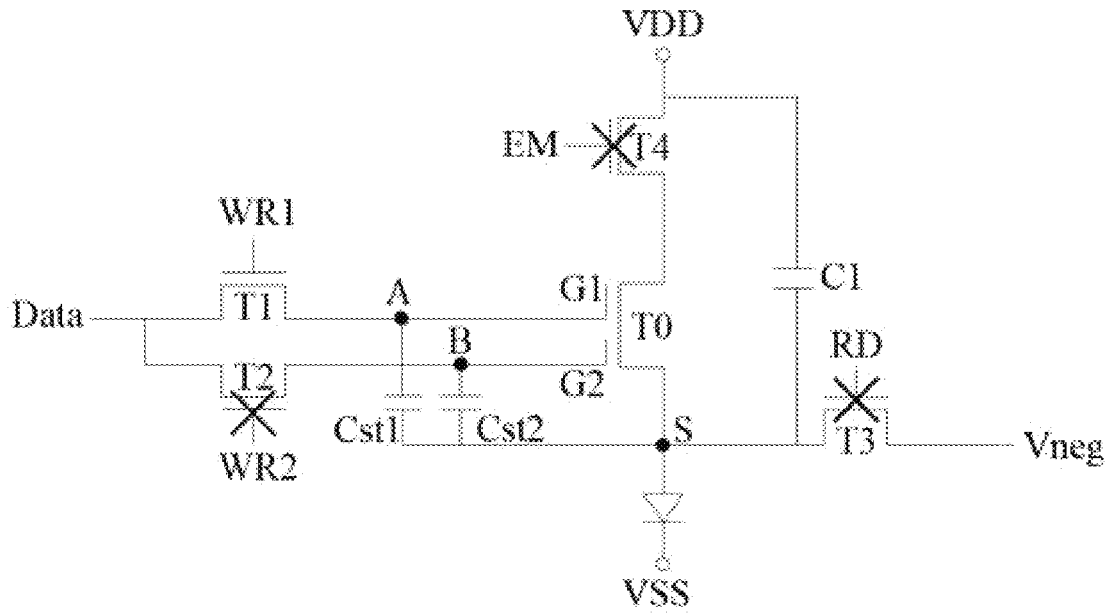 VDD
EM
T4
WR1
T1
A
G1
C1
Data
T0
B
RD
T2
G2
Cst1
Cst2
S
T3
Vneg
WR2
VSS